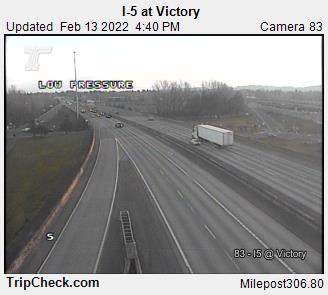 I-5 at Victory
Updated Feb 13 2022 4:40 PM Camera 83
LOW PRESSURE
S
83 - I5 @ Victory
TripCheck.com Milepost306.80